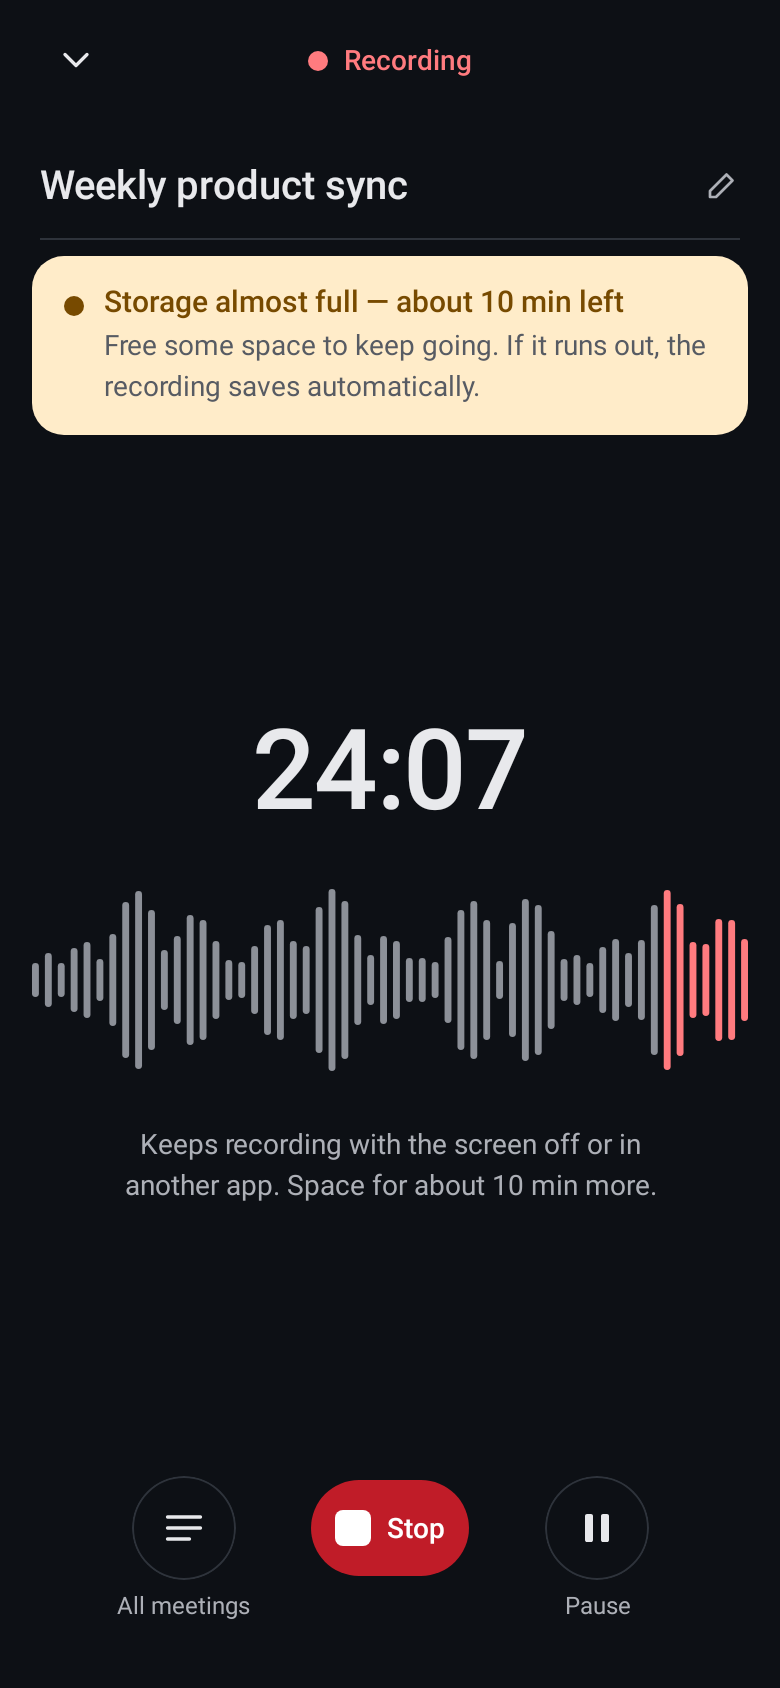 Recording
Weekly product sync
Storage almost full — about 10 min left
Free some space to keep going. If it runs out, the
recording saves automatically.
24:07
Keeps recording with the screen off or in
another app. Space for about 10 min more.
Stop
All meetings
Pause